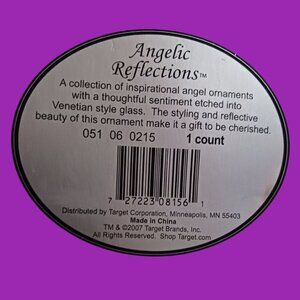 Angelic
Reflections™
A collection of inspirational angel ornaments
with a thoughtful sentiment etched into
Venetian style glass. The styling and reflective
beauty of this ornament make it a gift to be cherished.
051 06 0215 1 count
7 27223 08156 1
Distributed by Target Corporation, Minneapolis, MN 55403
Made in China
TM & ©2007 Target Brands, Inc.
All Rights Reserved. Shop Target.com